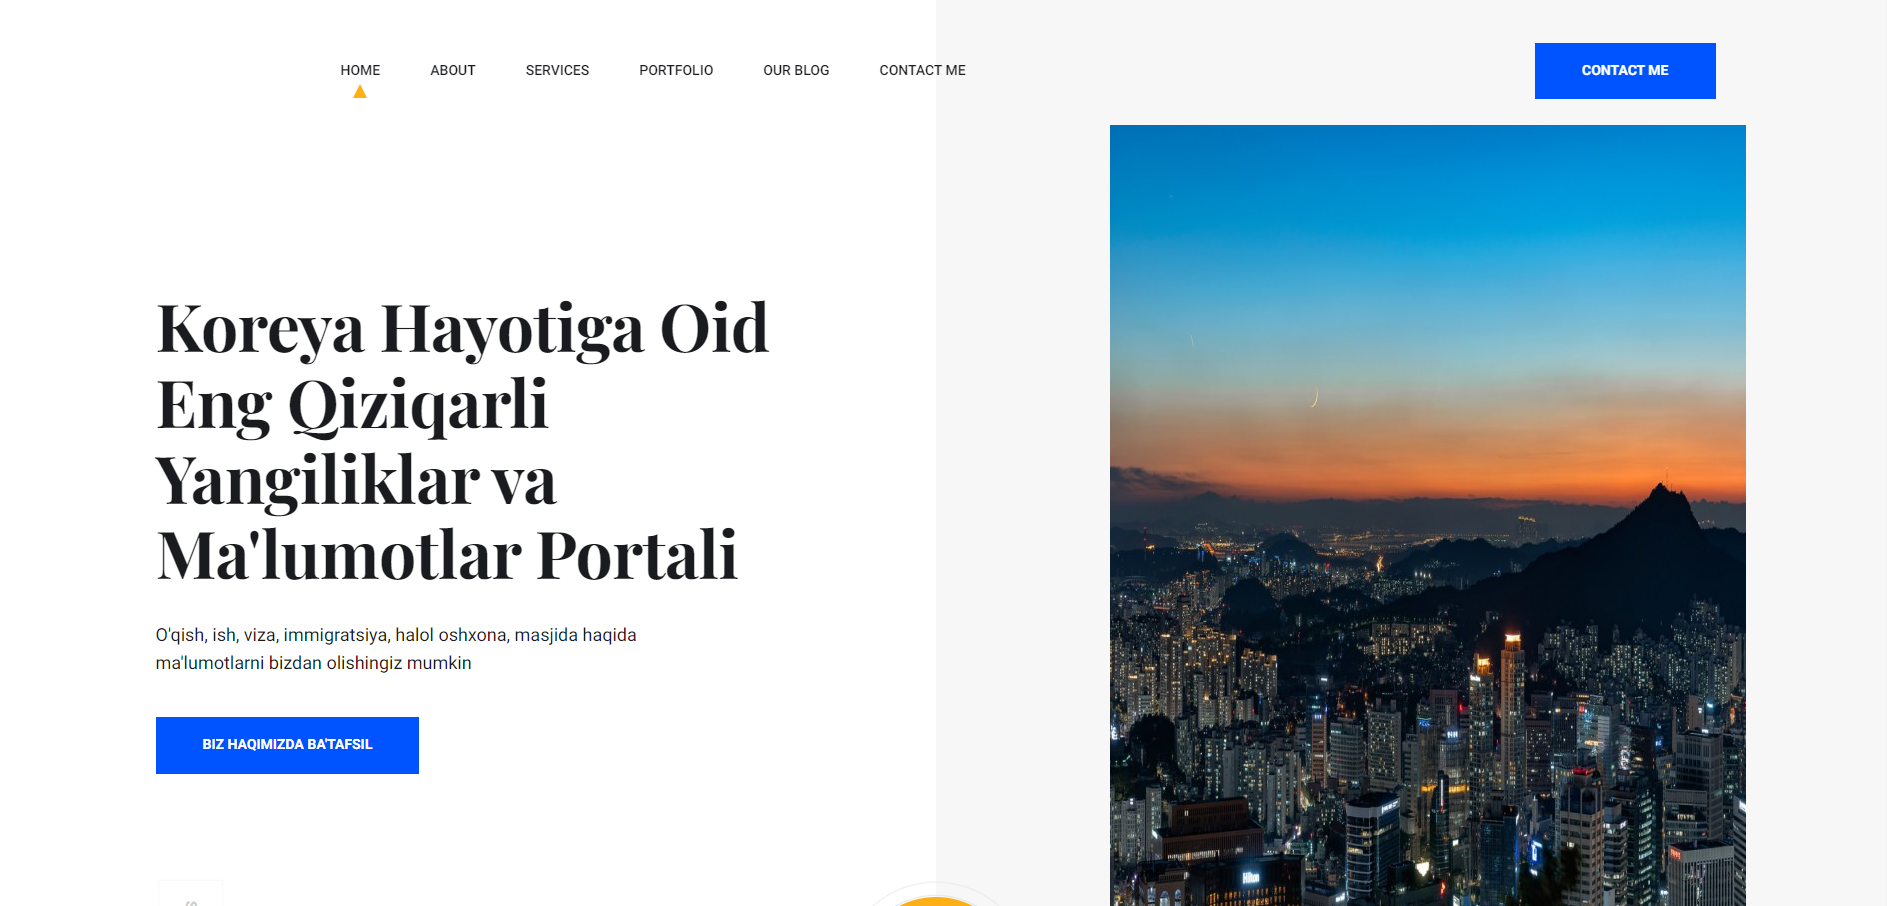 HOME ABOUT SERVICES PORTFOLIO OUR BLOG CONTACT ME CONTACT ME
Koreya Hayotiga Oid
Eng Qiziqarli
Yangiliklar va
Ma'lumotlar Portali
O'qish, ish, viza, immigratsiya, halol oshxona, masjida haqida
ma'lumotlarni bizdan olishingiz mumkin
BIZ HAQIMIZDA BA'TAFSIL
Hilton